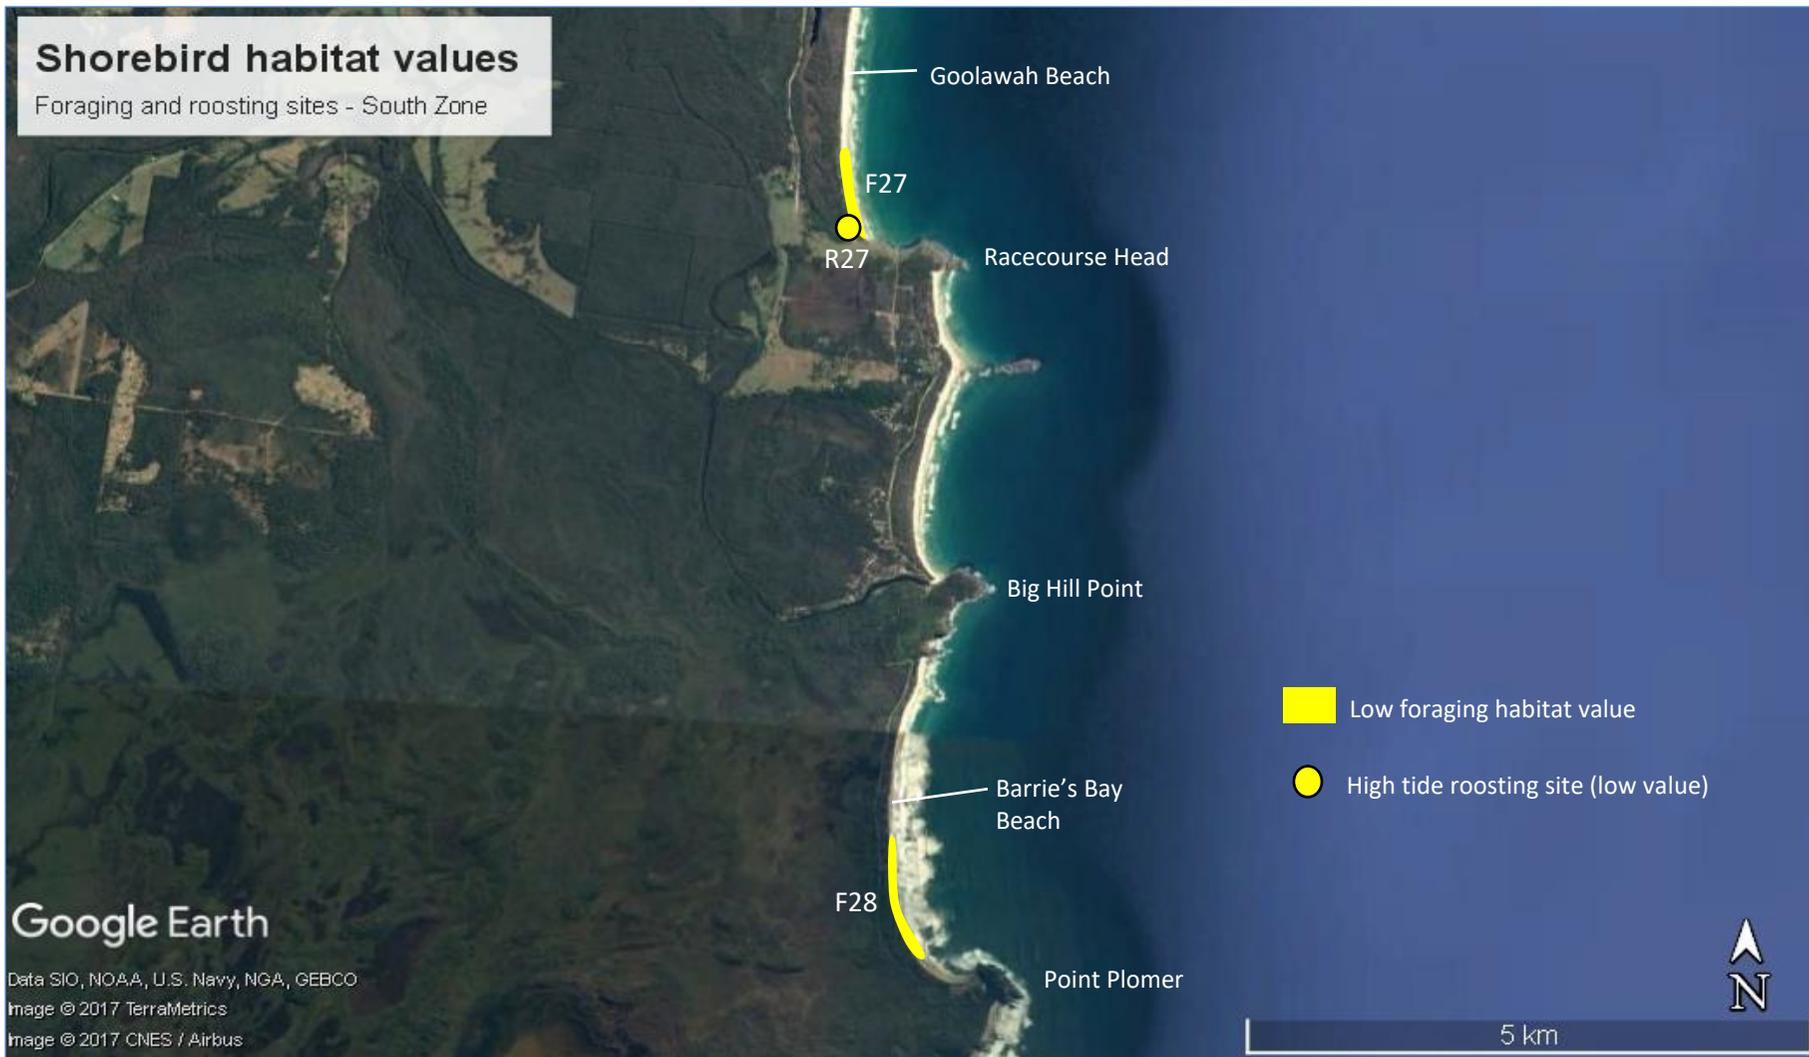 Shorebird habitat values
Foraging and roosting sites - South Zone
Goolawah Beach
F27
R27
Racecourse Head
Big Hill Point
Low foraging habitat value
High tide roosting site (low value)
Barrie’s Bay
Beach
F28
Point Plomer
Google Earth
Data SIO, NOAA, U.S. Navy, NGA, GEBCO
Image © 2017 TerraMetrics
Image © 2017 CNES / Airbus
N
5 km